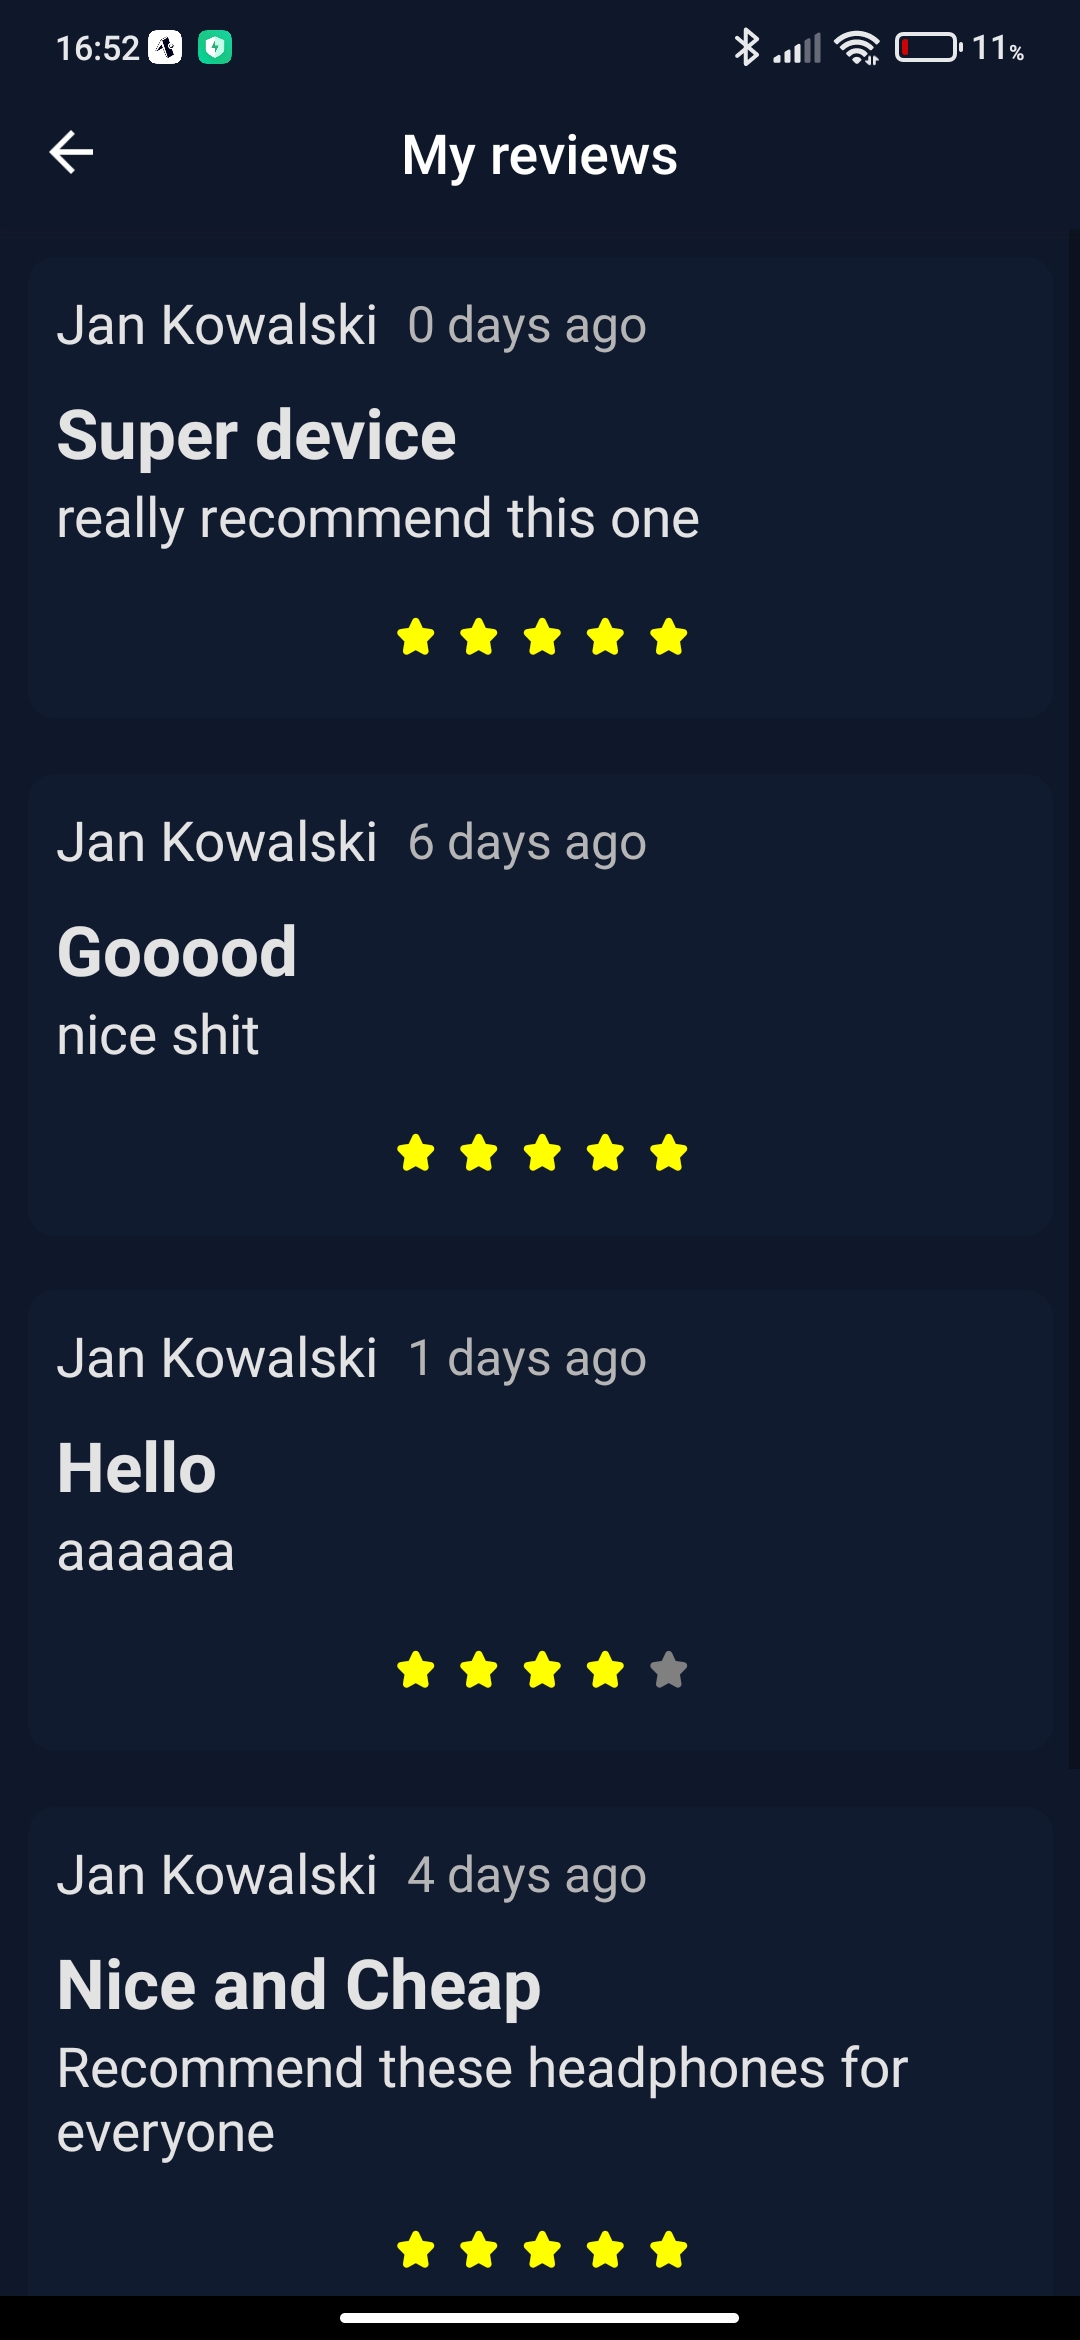 16:52 11%
My reviews
Jan Kowalski 0 days ago
Super device
really recommend this one
Jan Kowalski 6 days ago
Gooood
nice shit
Jan Kowalski 1 days ago
Hello
aaaaaa
Jan Kowalski 4 days ago
Nice and Cheap
Recommend these headphones for
everyone